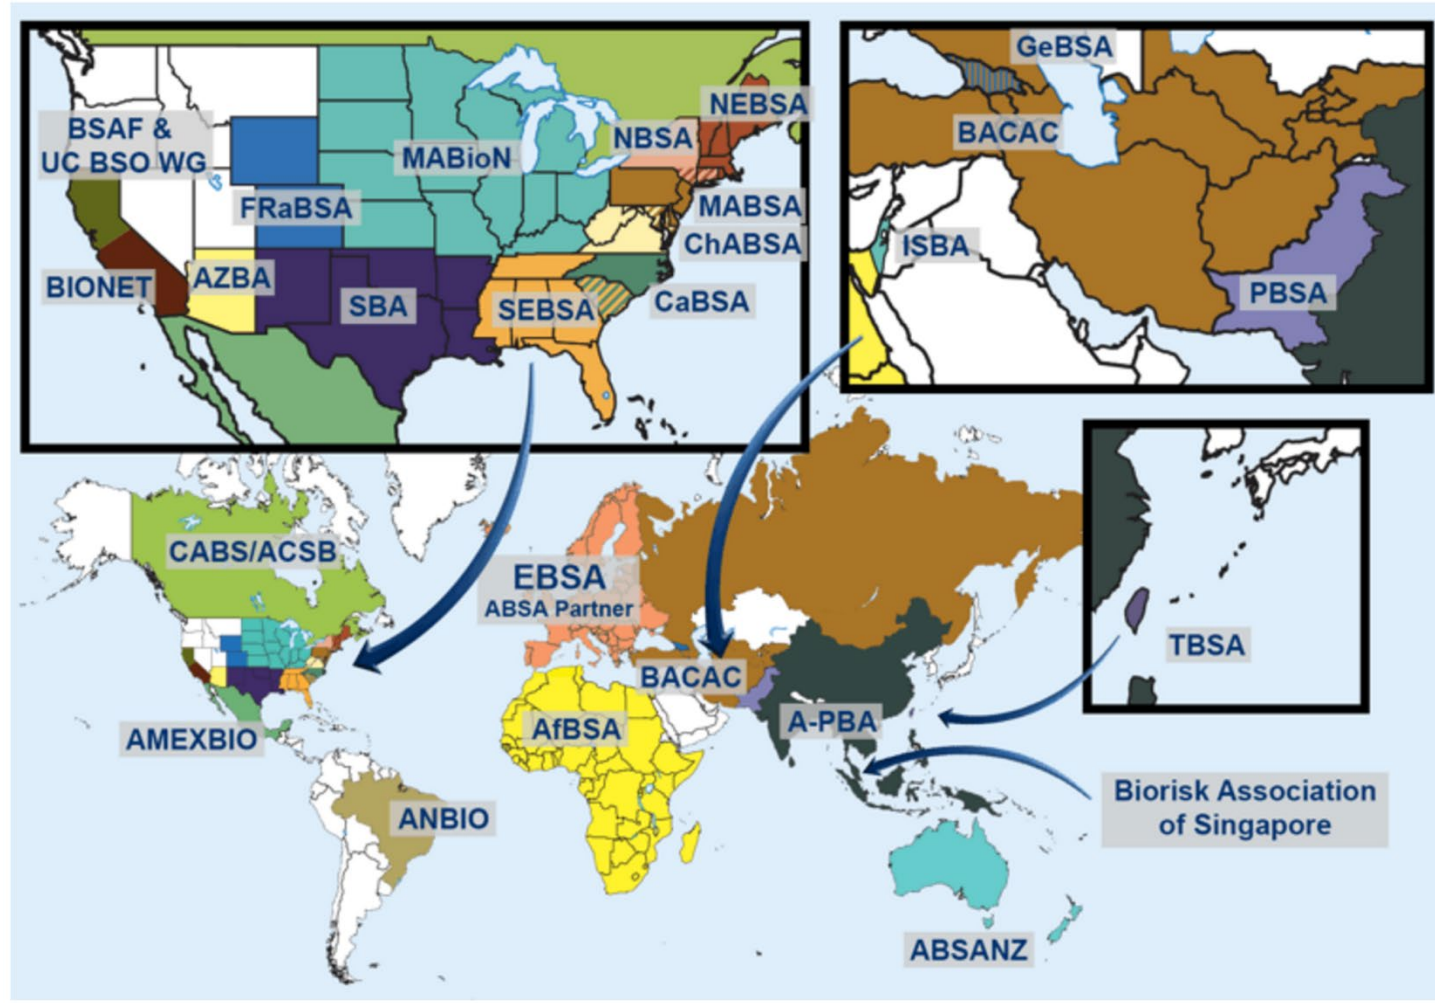 GeBSA
NEBSA
BSAF &
UC BSO WG
NBSA
BACAC
MABioN
FRaBSA
MABSA
ChABSA
ISBA
BIONET
AZBA
SBA
SEBSA
CaBSA
PBSA
CABS/ACSB
EBSA
ABSA Partner
TBSA
BACAC
AMEXBIO
AfBSA
A-PBA
ANBIO
Biorisk Association
of Singapore
ABSANZ